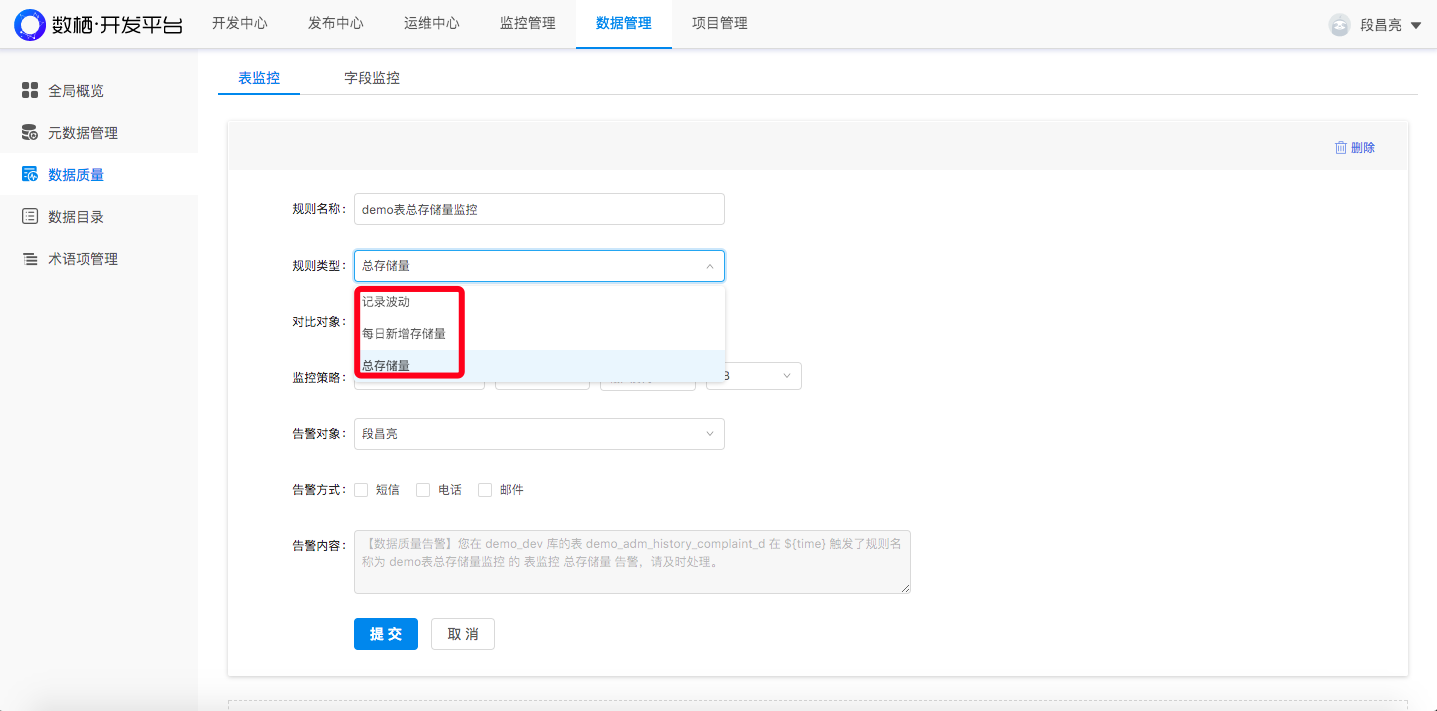 数栖·开发平台 开发中心 发布中心 运维中心 监控管理 数据管理 项目管理 段昌亮
全局概览
元数据管理
数据质量
数据目录
术语项管理
表监控 字段监控
删除
规则名称： demo表总存储量监控
规则类型： 总存储量
记录波动
对比对象：
每日新增存储量
总存储量
监控策略：
告警对象： 段昌亮
告警方式： 短信 电话 邮件
告警内容： 【数据质量告警】您在 demo_dev 库的表 demo_adm_history_complaint_d 在 ${time} 触发了规则名
称为 demo表总存储量监控 的 表监控 总存储量 告警，请及时处理。
提 交 取 消